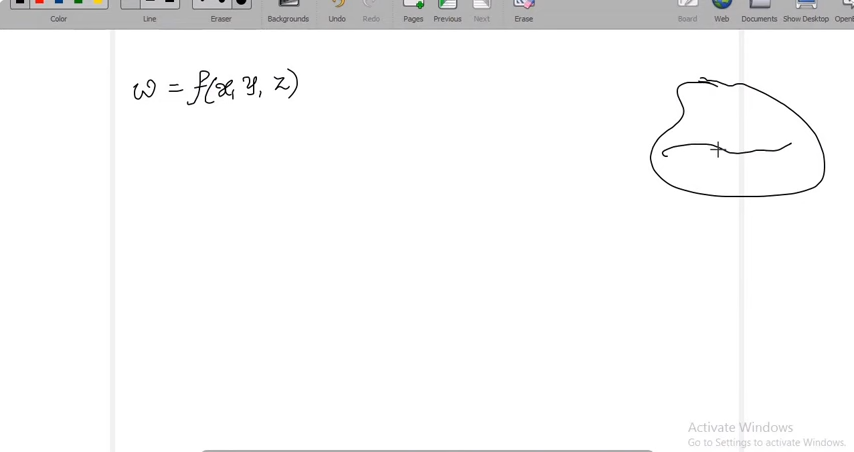 Color
Line
Eraser
Backgrounds
Undo
Redo
Pages
Previous
Next
Erase
Board
Web
Documents
Show Desktop
w = f(x, y, z)
Activate Windows
Go to Settings to activate Windows.